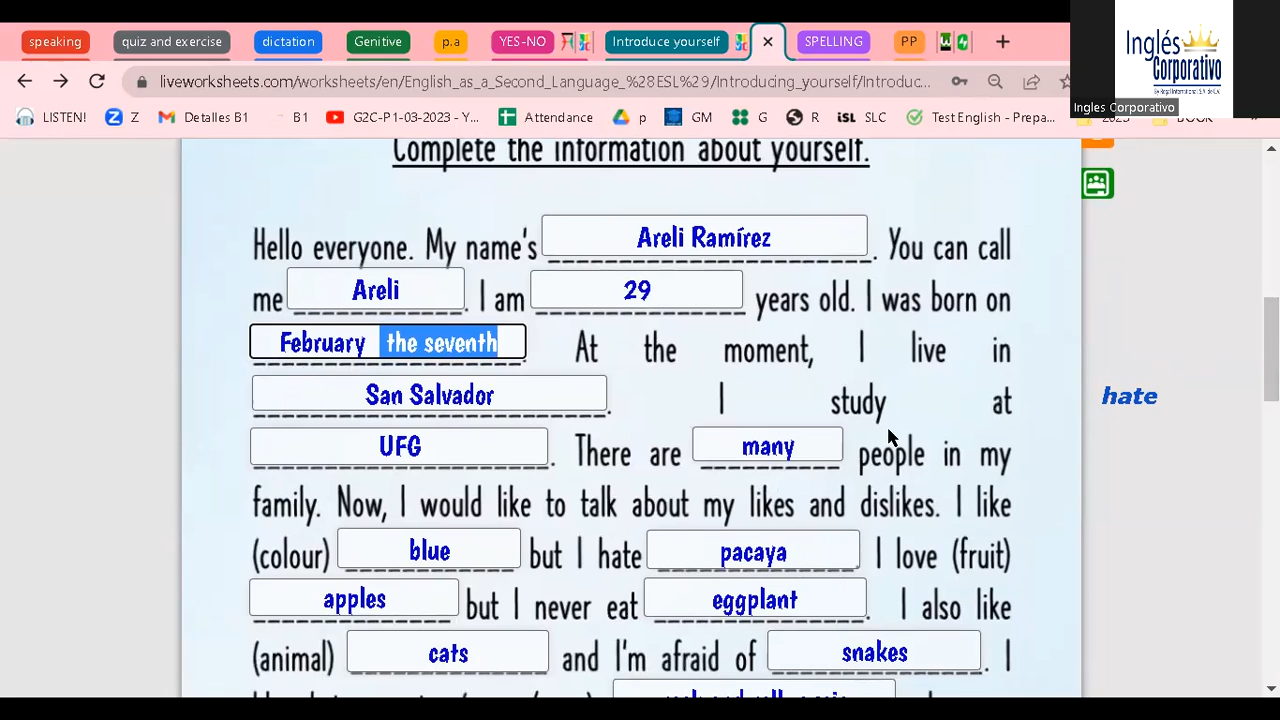 speaking quiz and exercise dictation Genitive p.a YES-NO Introduce yourself SPELLING PP
liveworksheets.com/worksheets/en/English_as_a_Second_Language_%28ESL%29/Introducing_yourself/Introduc...
LISTEN! Z Detalles B1 B1 G2C-P1-03-2023- Y... Attendance p GM G R iSL SLC Test English - Prepa... 2023 BOOK
Inglés
Corporativo
Ingles Corporativo
Complete the information about yourself.
Hello everyone. My name's Areli Ramírez. You can call
me Areli. I am 29 years old. I was born on
February the seventh. At the moment, I live in
San Salvador. I study at
hate
UFG. There are many people in my
family. Now, I would like to talk about my likes and dislikes. I like
(colour) blue but I hate pacaya. I love (fruit)
apples but I never eat eggplant. I also like
(animal) cats and I'm afraid of snakes. I